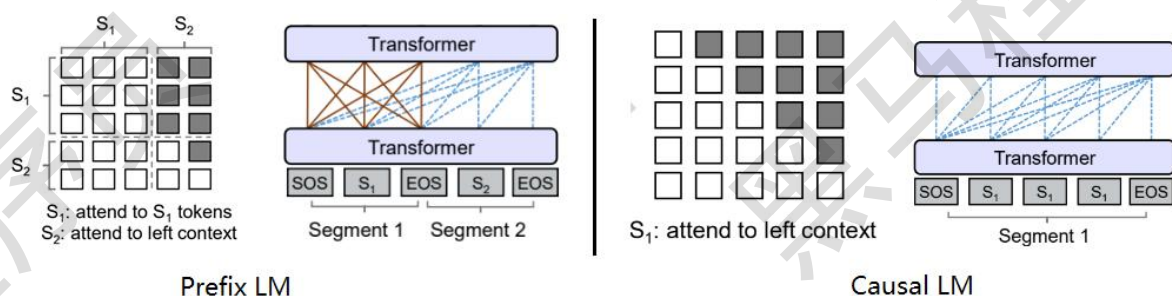 S₁ S₂
Transformer
S₁
S₂
Transformer
SOS S₁ EOS S₂ EOS
S₁: attend to S₁ tokens
S₂: attend to left context
Segment 1 Segment 2
Prefix LM
Transformer
Transformer
SOS S₁ S₁ S₁ EOS
S₁: attend to left context
Segment 1
Causal LM